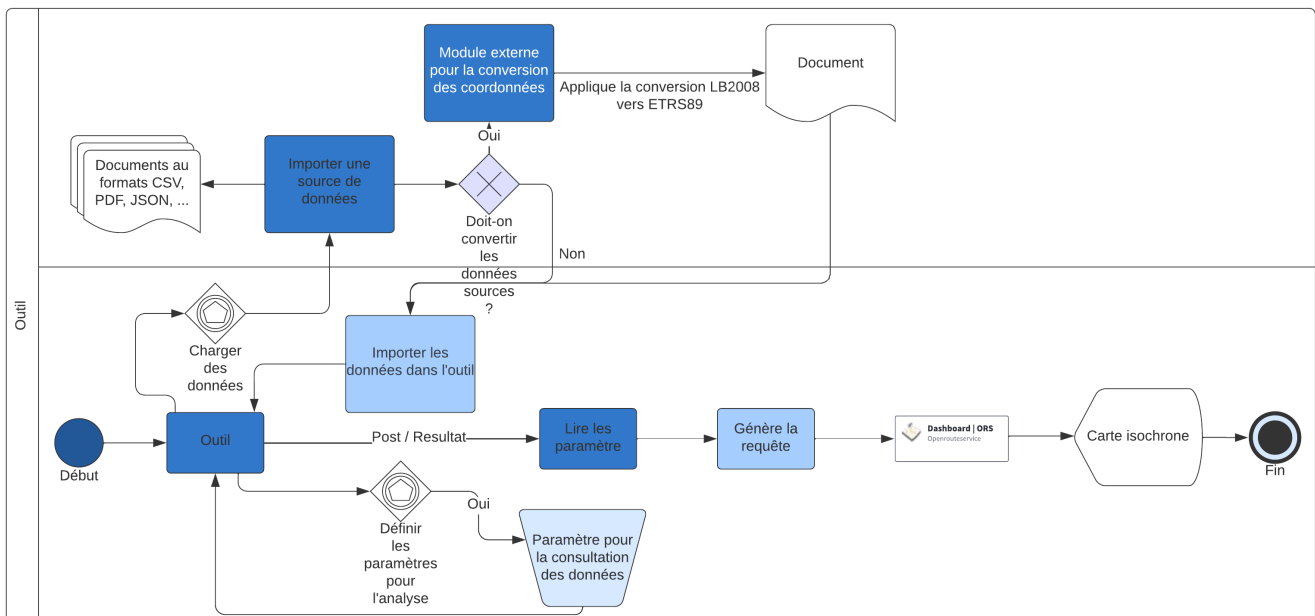 Outil
Module externe
pour la conversion
des coordonnées
Applique la conversion LB2008
vers ETRS89
Document
Documents au
formats CSV,
PDF, JSON, ...
Importer une
source de
données
Oui
Doit-on
convertir
les
données
sources
?
Non
Charger
des
données
Importer les
données dans l'outil
Début
Outil
Post / Resultat
Lire les
paramètre
Génère la
requête
Dashboard | ORS
Openrouteservice
Carte isochrone
Fin
Définir
les
paramètres
pour
l'analyse
Oui
Paramètre pour
la consultation
des données